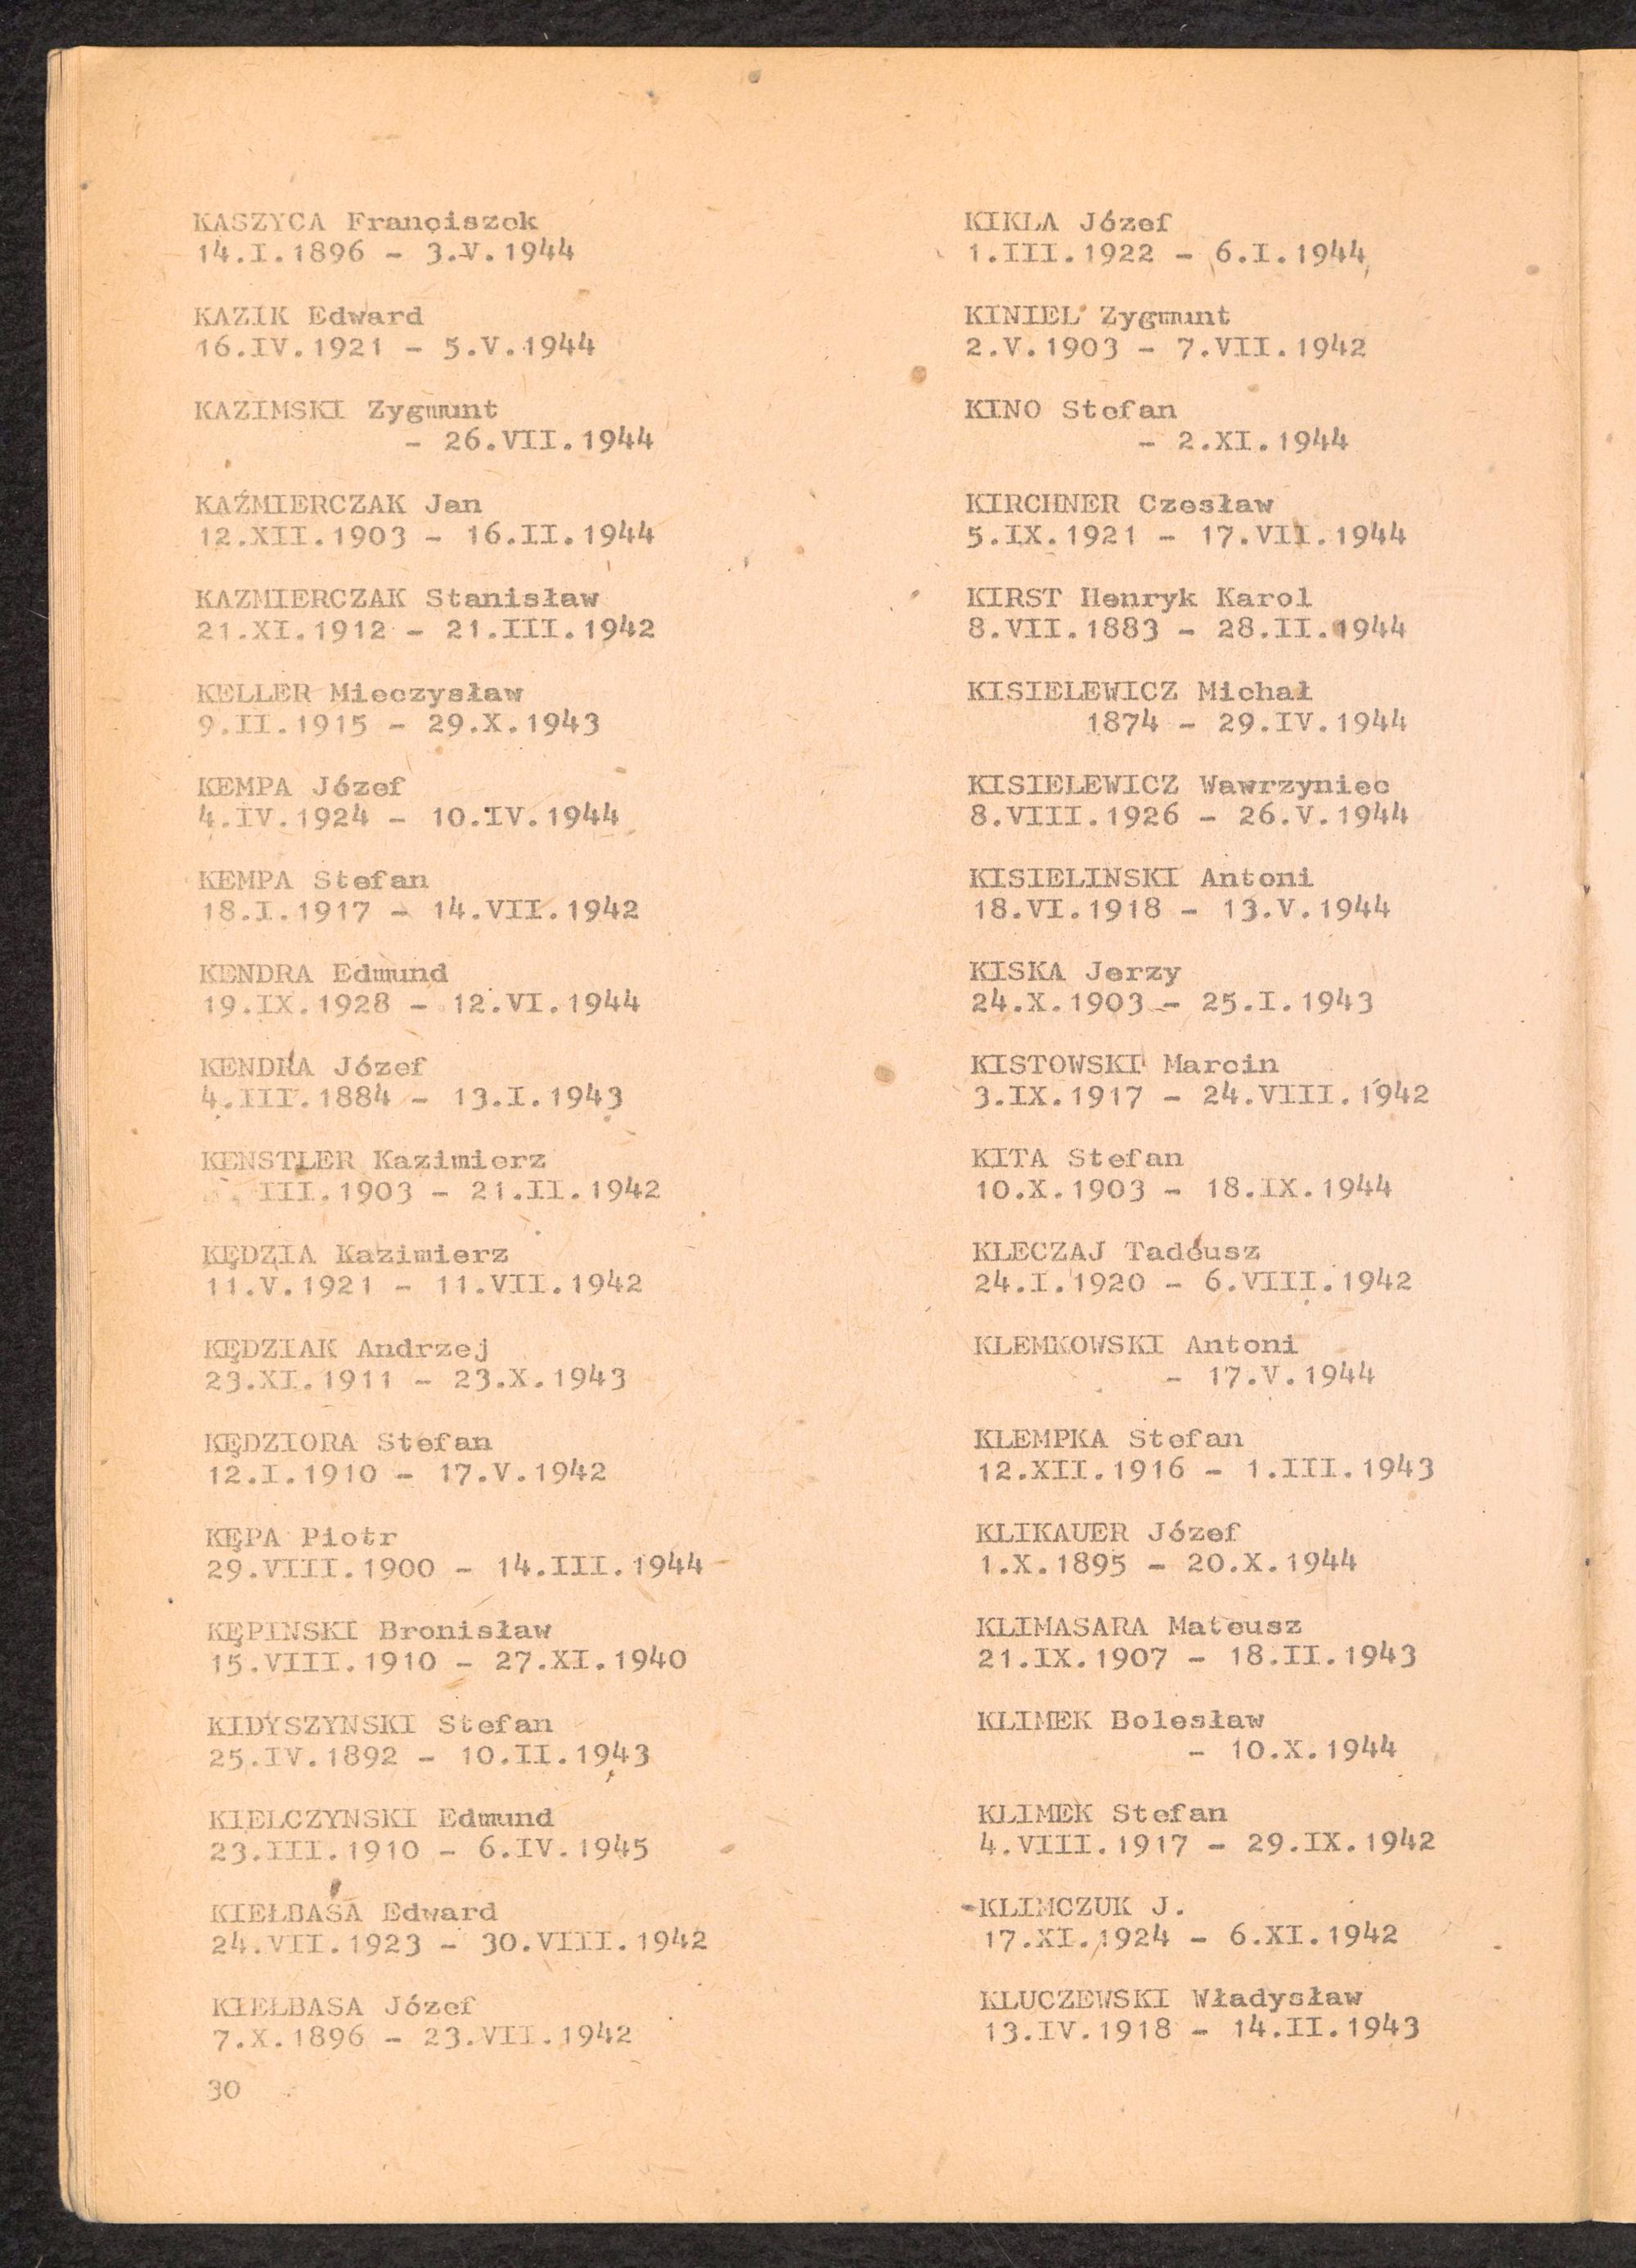 KASZYCA Franciszek
14.I.1896 - 3.V.1944
KAZIK Edward
16.IV.1921 - 5.V.1944
KAZIMSKI Zygmunt
- 26.VII.1944
KAŹMIERCZAK Jan
12.XII.1903 - 16.II.1944
KAZMIERCZAK Stanisław
21.XI.1912 - 21.III.1942
KELLER Mieczysław
9.II.1915 - 29.X.1943
KEMPA Józef
4.IV.1924 - 10.IV.1944
KEMPA Stefan
18.I.1917 - 14.VII.1942
KENDRA Edmund
19.IX.1928 - 12.VI.1944
KENDRA Józef
4.III.1884 - 13.I.1943
KENSTLER Kazimierz
III.1903 - 21.II.1942
KĘDZIA Kazimierz
11.V.1921 - 11.VII.1942
KĘDZIAK Andrzej
23.XI.1911 - 23.X.1943
KĘDZIORA Stefan
12.I.1910 - 17.V.1942
KĘPA Piotr
29.VIII.1900 - 14.III.1944
KĘPINSKI Bronisław
15.VIII.1910 - 27.XI.1940
KIDYSZYNSKI Stefan
25.IV.1892 - 10.II.1943
KIELCZYNSKI Edmund
23.III.1910 - 6.IV.1945
KIEŁBASA Edward
24.VII.1923 - 30.VIII.1942
KIEŁBASA Józef
7.X.1896 - 23.VII.1942
30
KIKLA Józef
1.III.1922 - 6.I.1944
KINIEL Zygmunt
2.V.1903 - 7.VII.1942
KINO Stefan
- 2.XI.1944
KIRCHNER Czesław
5.IX.1921 - 17.VII.1944
KIRST Henryk Karol
8.VII.1883 - 28.II.1944
KISIELEWICZ Michał
1874 - 29.IV.1944
KISIELEWICZ Wawrzyniec
8.VIII.1926 - 26.V.1944
KISIELINSKI Antoni
18.VI.1918 - 13.V.1944
KISKA Jerzy
24.X.1903 - 25.I.1943
KISTOWSKI Marcin
3.IX.1917 - 24.VIII.1942
KITA Stefan
10.X.1903 - 18.IX.1944
KLECZAJ Tadeusz
24.I.1920 - 6.VIII.1942
KLEMKOWSKI Antoni
- 17.V.1944
KLEMPKA Stefan
12.XII.1916 - 1.III.1943
KLIKAUER Józef
1.X.1895 - 20.X.1944
KLIMASARA Mateusz
21.IX.1907 - 18.II.1943
KLIMEK Bolesław
- 10.X.1944
KLIMEK Stefan
4.VIII.1917 - 29.IX.1942
KLIMCZUK J.
17.XI.1924 - 6.XI.1942
KLUCZEWSKI Władysław
13.IV.1918 - 14.II.1943